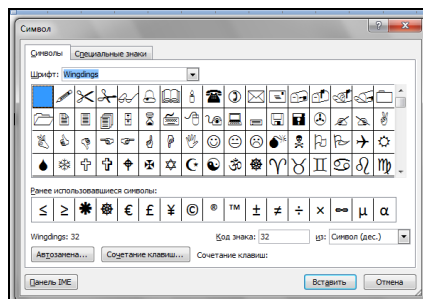 Символ
Символы Специальные знаки
Шрифт: Wingdings
Ранее использовавшиеся символы:
≤ ≥ ✱ ☸ € £ ¥ © ® ™ ± ≠ ÷ × ∞ µ α
Wingdings: 32 Код знака: 32 из: Символ (дес.)
Автозамена... Сочетание клавиш... Сочетание клавиш:
Панель IME Вставить Отмена